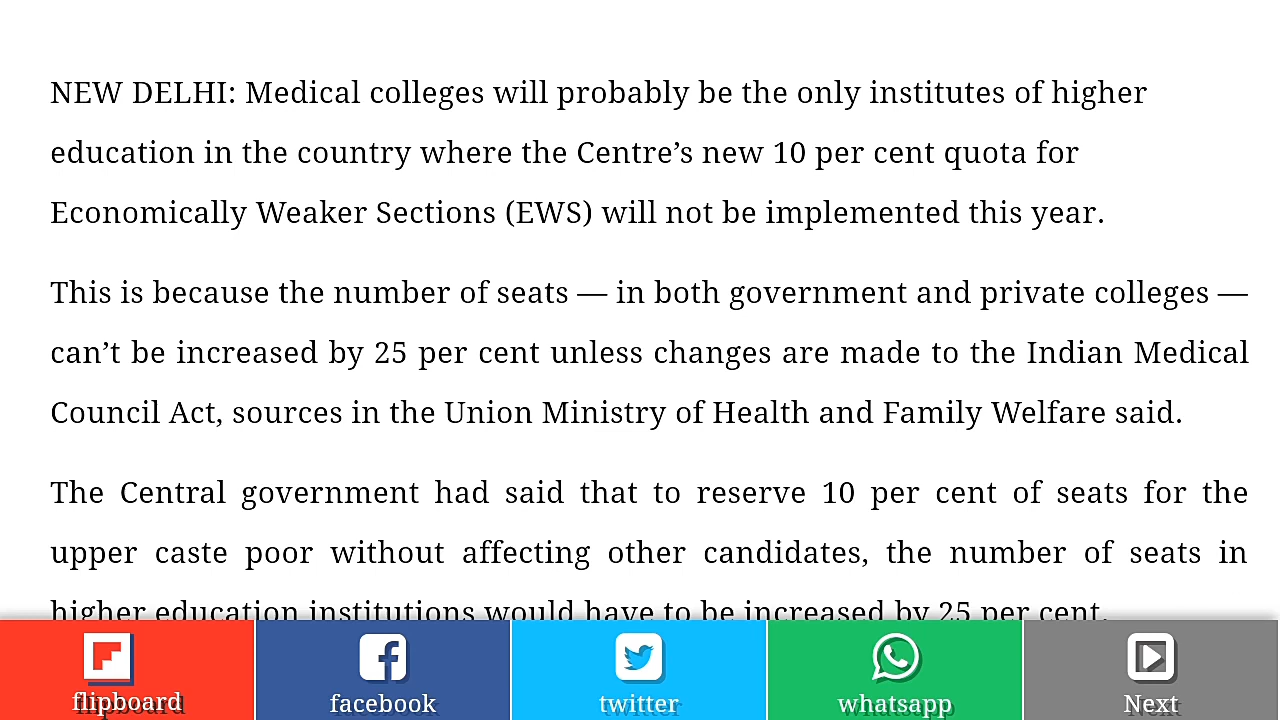 NEW DELHI: Medical colleges will probably be the only institutes of higher
education in the country where the Centre’s new 10 per cent quota for
Economically Weaker Sections (EWS) will not be implemented this year.
This is because the number of seats — in both government and private colleges —
can’t be increased by 25 per cent unless changes are made to the Indian Medical
Council Act, sources in the Union Ministry of Health and Family Welfare said.
The Central government had said that to reserve 10 per cent of seats for the
upper caste poor without affecting other candidates, the number of seats in
higher education institutions would have to be increased by 25 per cent.
flipboard
facebook
twitter
whatsapp
Next